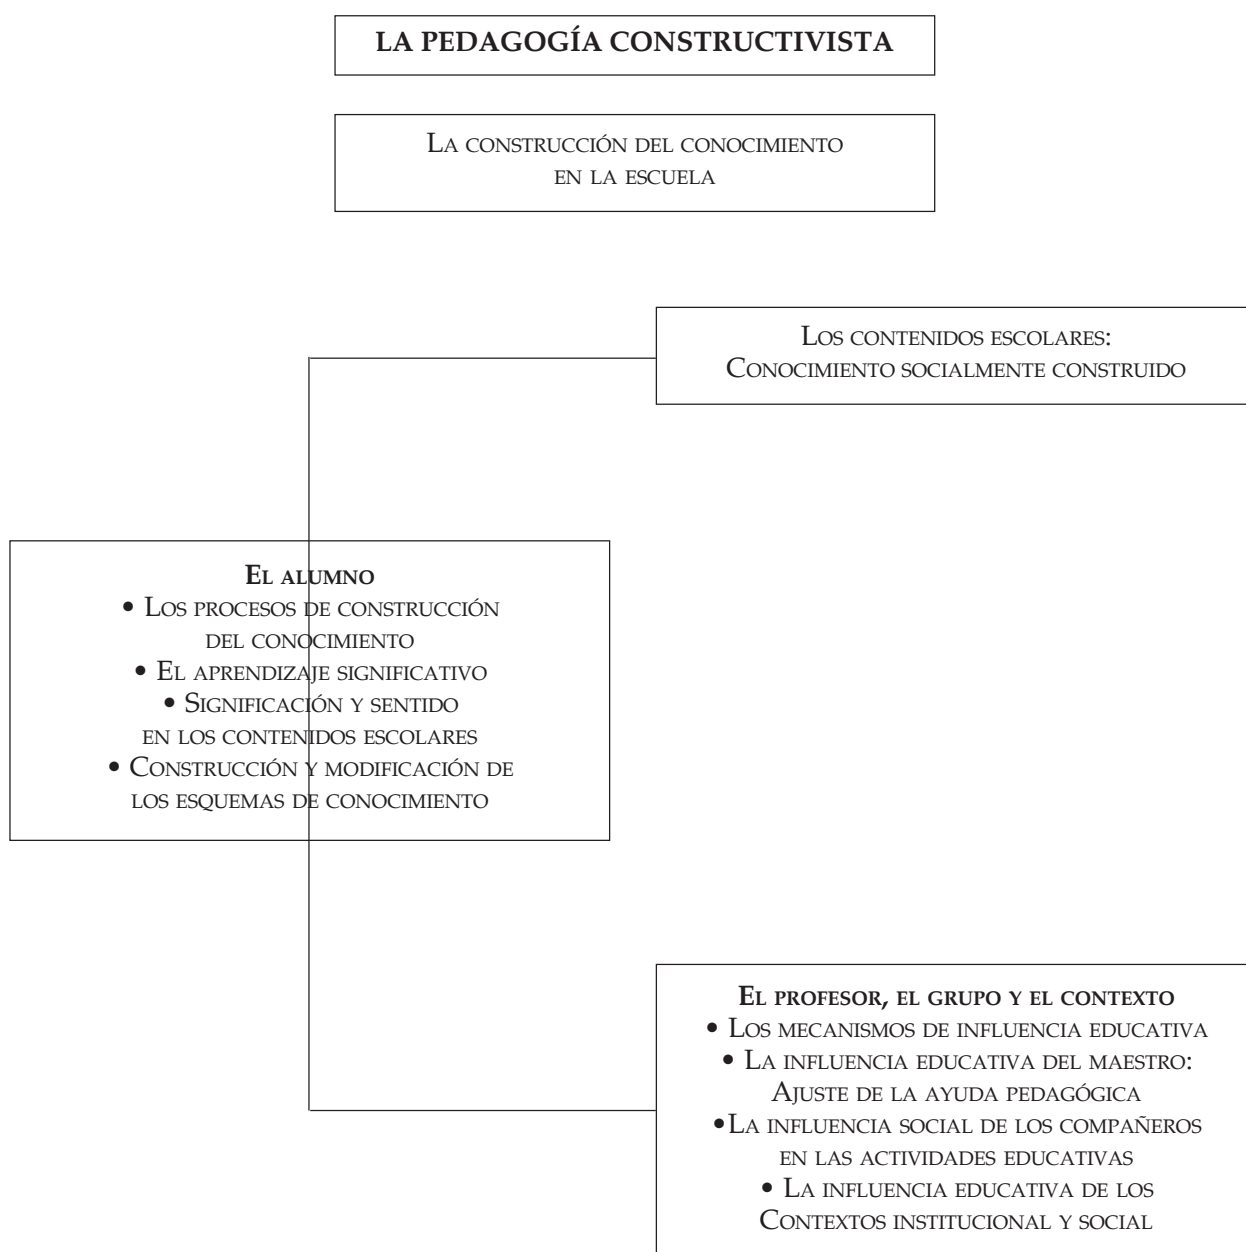 LA PEDAGOGÍA CONSTRUCTIVISTA
LA CONSTRUCCIÓN DEL CONOCIMIENTO
EN LA ESCUELA
LOS CONTENIDOS ESCOLARES:
CONOCIMIENTO SOCIALMENTE CONSTRUIDO
EL ALUMNO
• LOS PROCESOS DE CONSTRUCCIÓN
DEL CONOCIMIENTO
• EL APRENDIZAJE SIGNIFICATIVO
• SIGNIFICACIÓN Y SENTIDO
EN LOS CONTENIDOS ESCOLARES
• CONSTRUCCIÓN Y MODIFICACIÓN DE
LOS ESQUEMAS DE CONOCIMIENTO
EL PROFESOR, EL GRUPO Y EL CONTEXTO
• LOS MECANISMOS DE INFLUENCIA EDUCATIVA
• LA INFLUENCIA EDUCATIVA DEL MAESTRO:
AJUSTE DE LA AYUDA PEDAGÓGICA
•LA INFLUENCIA SOCIAL DE LOS COMPAÑEROS
EN LAS ACTIVIDADES EDUCATIVAS
• LA INFLUENCIA EDUCATIVA DE LOS
CONTEXTOS INSTITUCIONAL Y SOCIAL